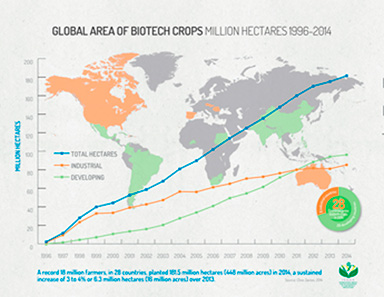 GLOBAL AREA OF BIOTECH CROPS MILLION HECTARES 1996-2014
MILLION HECTARES
200
180
160
140
120
100
80
60
40
20
0
TOTAL HECTARES
INDUSTRIAL
DEVELOPING
28
1996 1997 1998 1999 2000 2001 2002 2003 2004 2005 2006 2007 2008 2009 2010 2011 2012 2013 2014
A record 18 million farmers, in 28 countries, planted 181.5 million hectares (448 million acres) in 2014, a sustained
increase of 3 to 4% or 6.3 million hectares (16 million acres) over 2013.